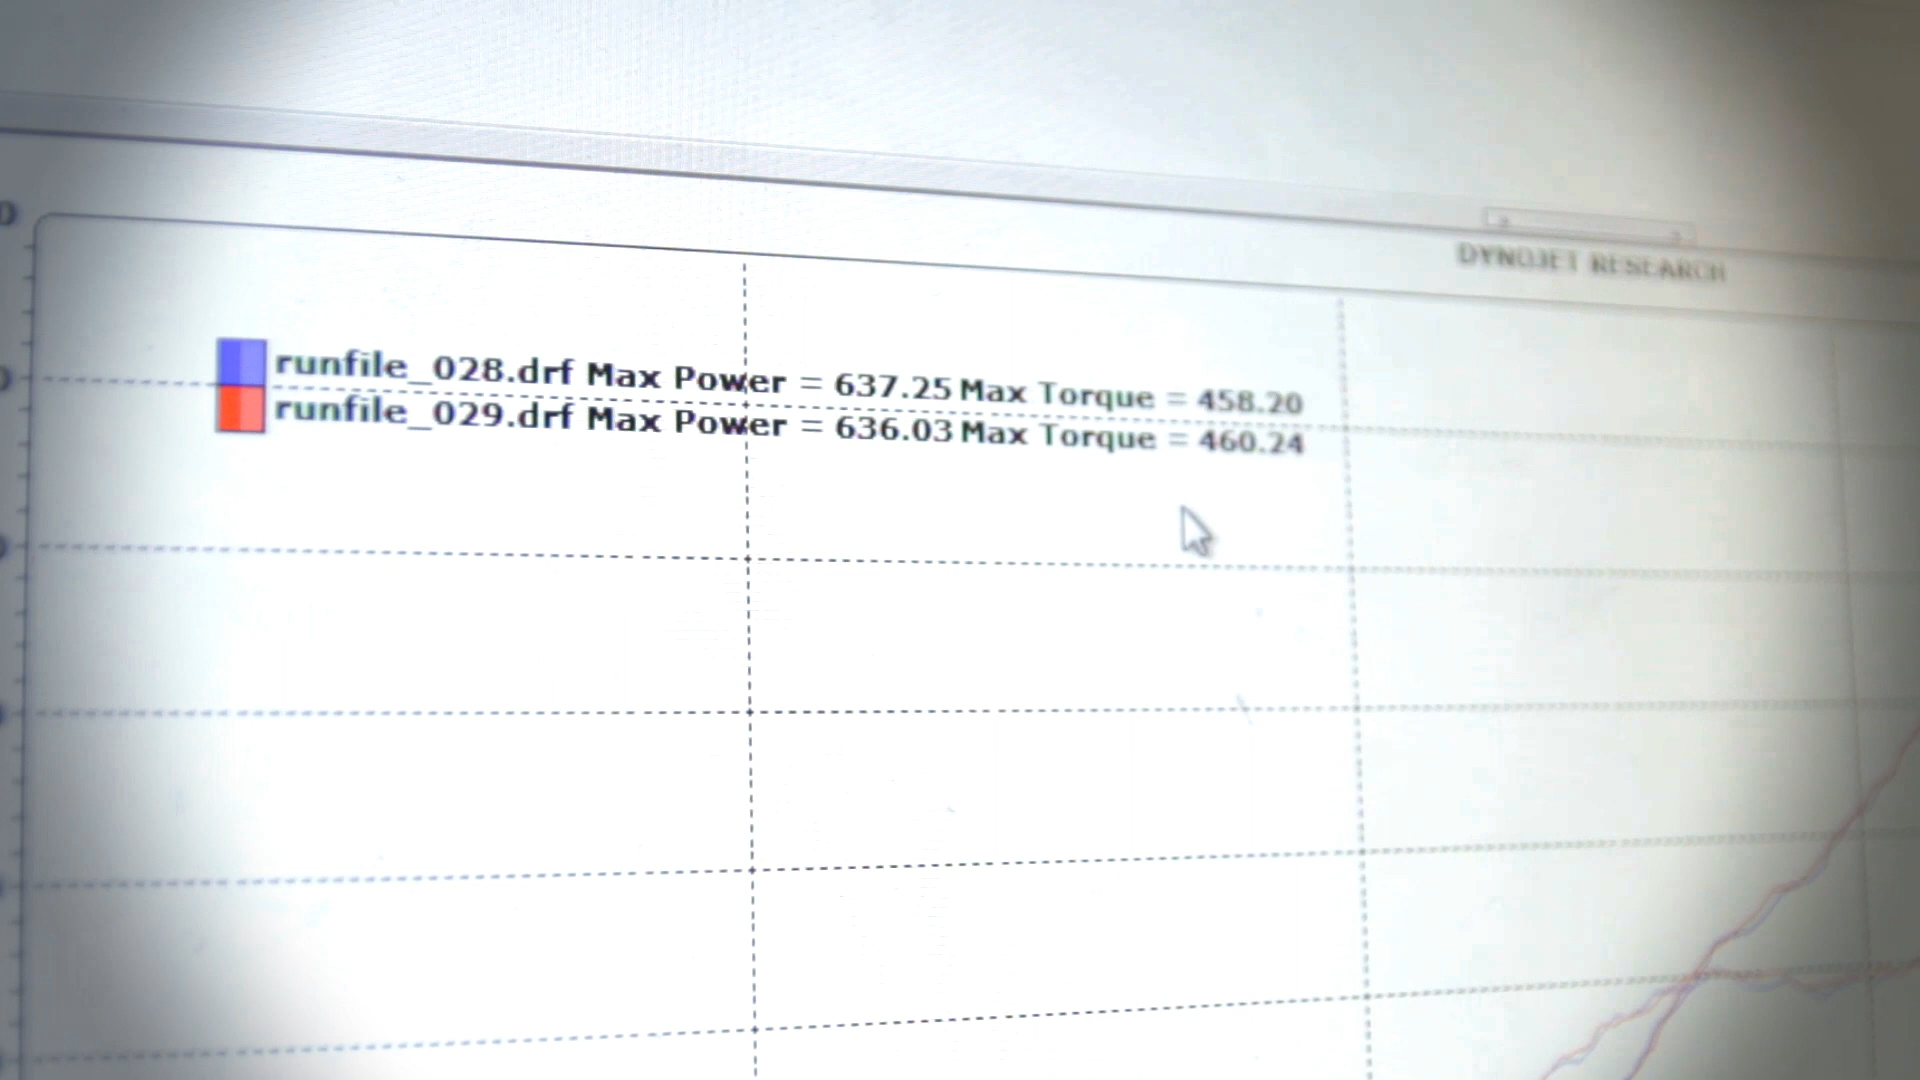 DYNOJET RESEARCH
runfile_028.drf Max Power = 637.25 Max Torque = 458.20
runfile_029.drf Max Power = 636.03 Max Torque = 460.24